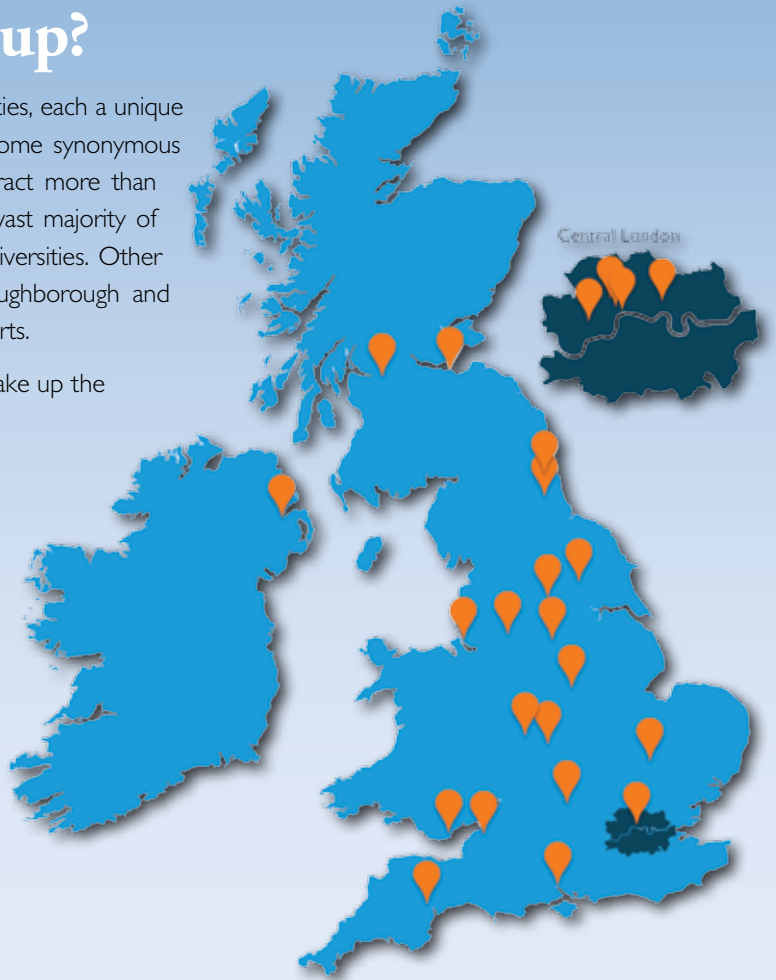 up?
ties, each a unique
ome synonymous
ract more than
vast majority of
iversities. Other
ughborough and
rts.
ake up the
Central London